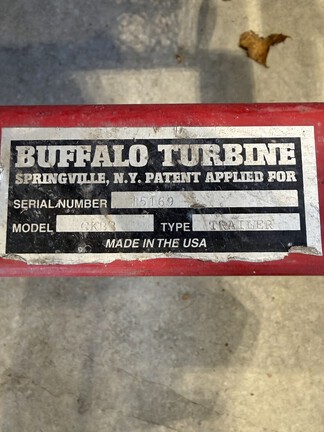 BUFFALO TURBINE
SPRINGVILLE, N.Y. PATENT APPLIED FOR
SERIAL NUMBER 15169
MODEL TYPE TRAILER
MADE IN THE USA